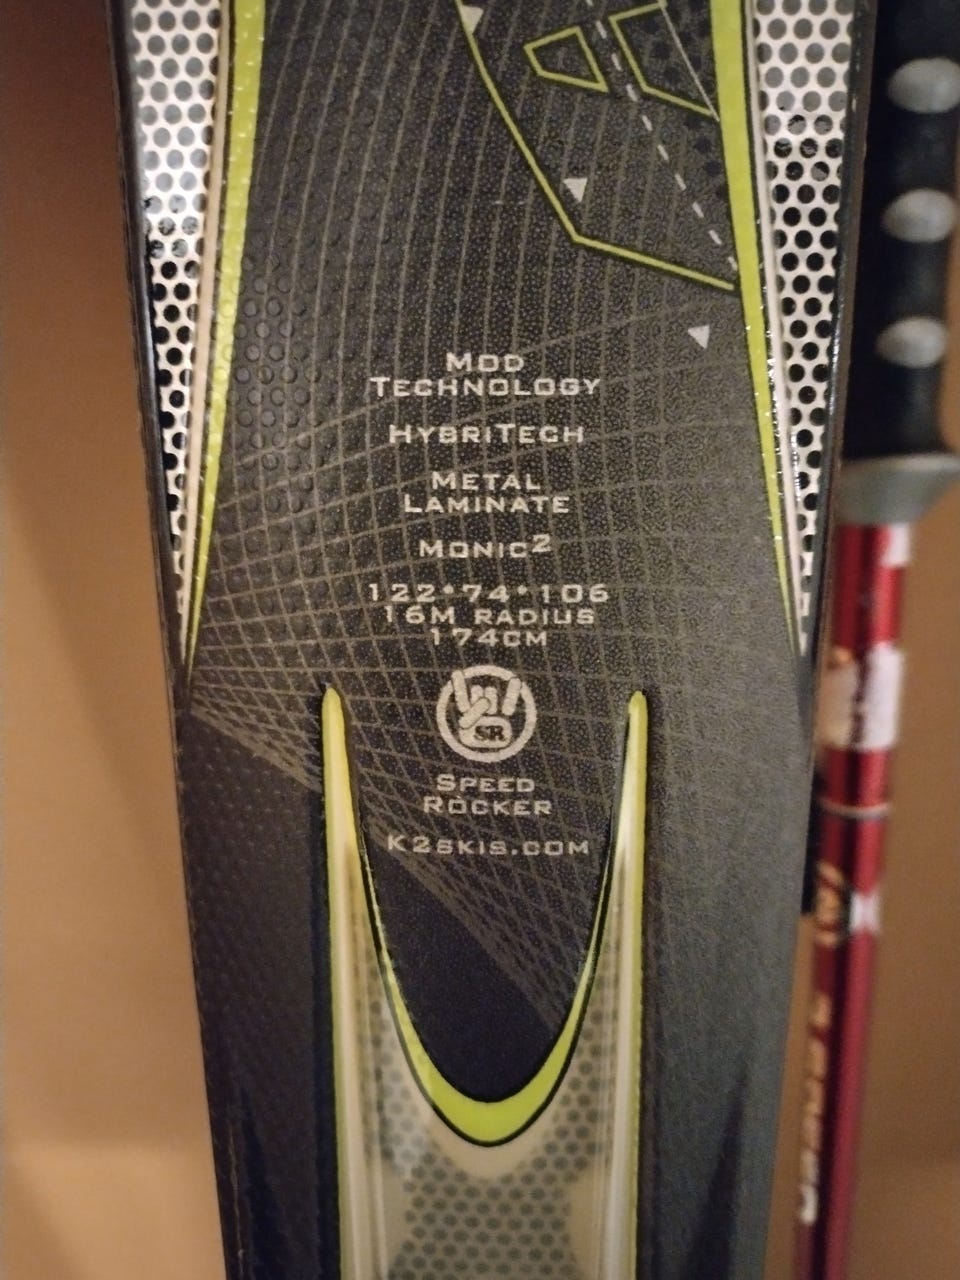 MOD
TECHNOLOGY
HYBRITECH
METAL
LAMINATE
MONIC²
122•74•106
16M RADIUS
174CM
SR
SPEED
ROCKER
K2SKIS.COM